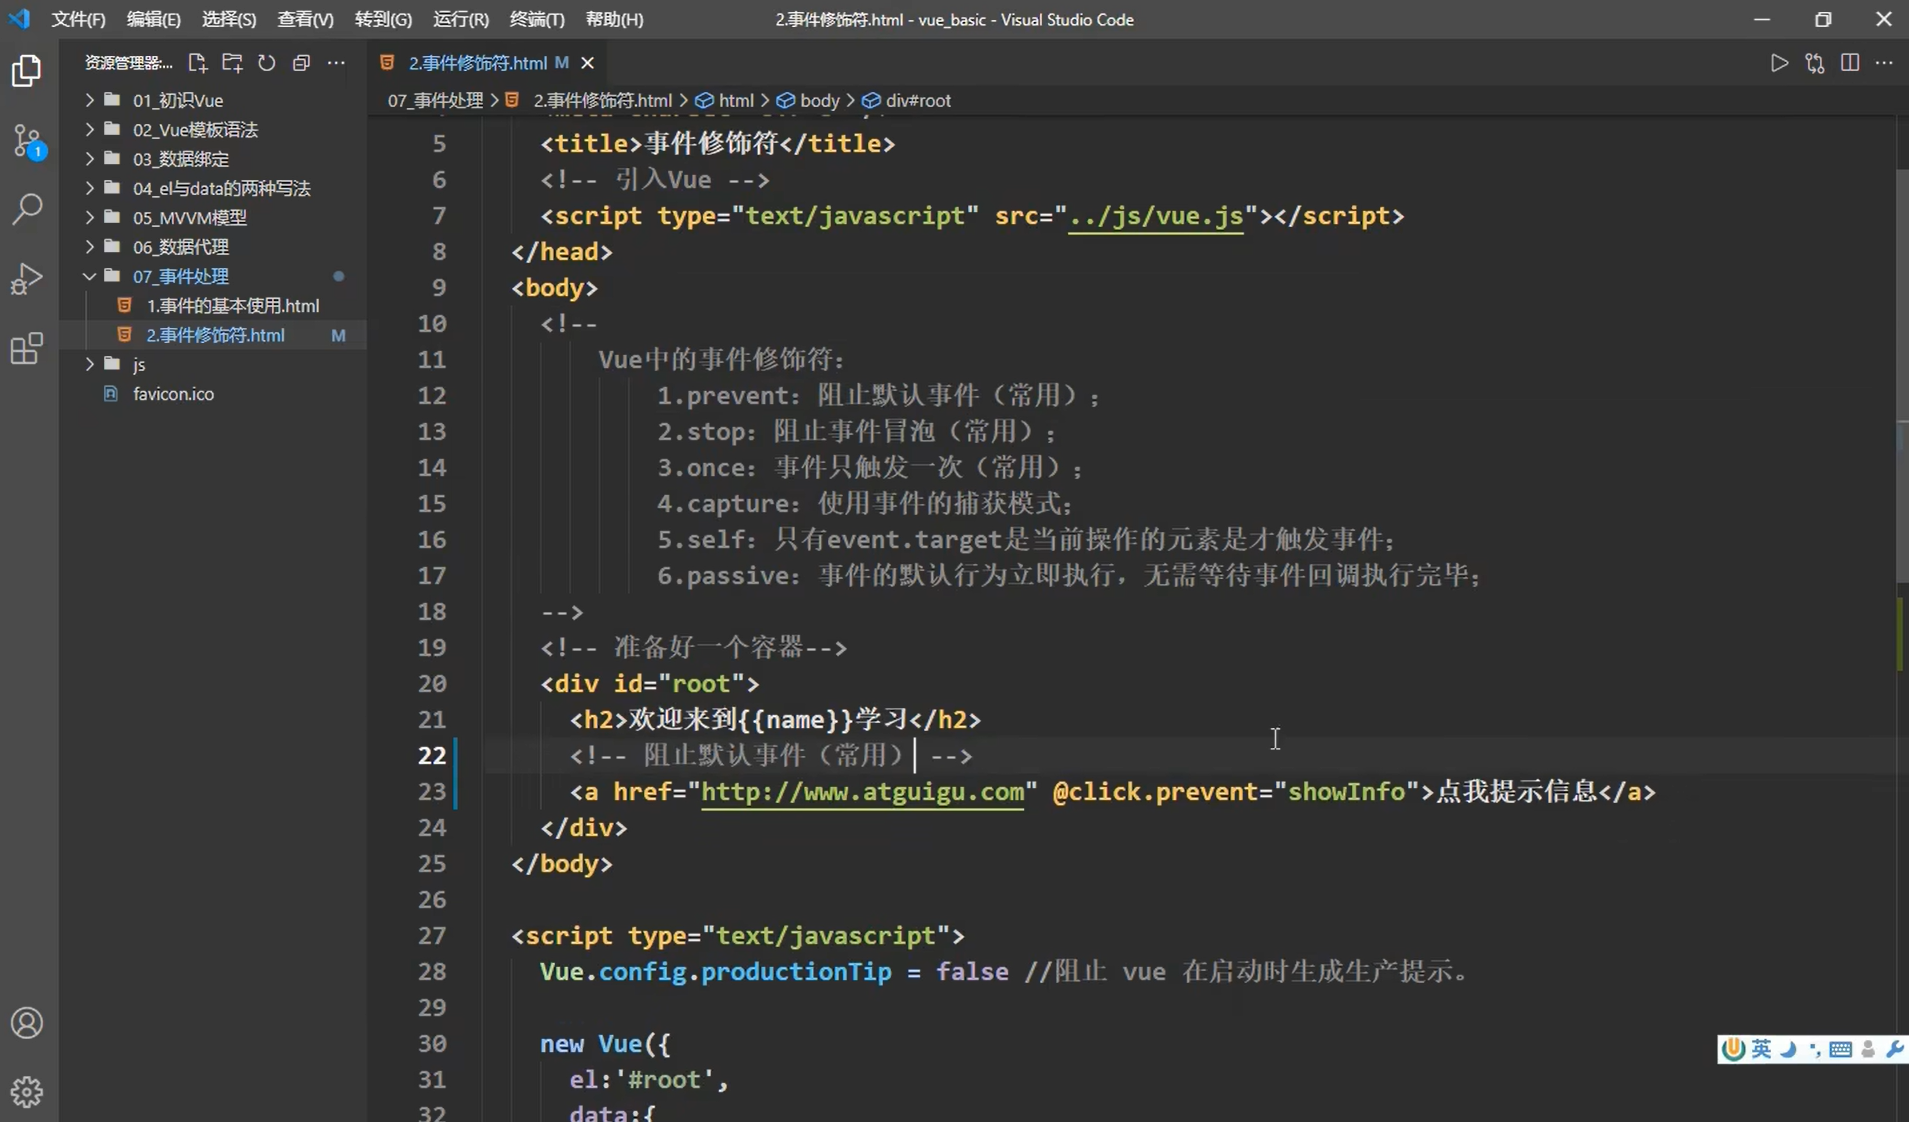 文件(F) 编辑(E) 选择(S) 查看(V) 转到(G) 运行(R) 终端(T) 帮助(H) 2.事件修饰符.html - vue_basic - Visual Studio Code
资源管理器:...
2.事件修饰符.html M
07_事件处理 > 2.事件修饰符.html > html > body > div#root
1
01_初识Vue
02_Vue模板语法
03_数据绑定
04_el与data的两种写法
05_MVVM模型
06_数据代理
07_事件处理
1.事件的基本使用.html
2.事件修饰符.html M
js
favicon.ico
5 <title>事件修饰符</title>
6 <!-- 引入Vue -->
7 <script type="text/javascript" src="../js/vue.js"></script>
8 </head>
9 <body>
10 <!--
11 Vue中的事件修饰符：
12 1.prevent：阻止默认事件（常用）；
13 2.stop：阻止事件冒泡（常用）；
14 3.once：事件只触发一次（常用）；
15 4.capture：使用事件的捕获模式；
16 5.self：只有event.target是当前操作的元素是才触发事件；
17 6.passive：事件的默认行为立即执行，无需等待事件回调执行完毕；
18 -->
19 <!-- 准备好一个容器-->
20 <div id="root">
21 <h2>欢迎来到{{name}}学习</h2>
22 <!-- 阻止默认事件（常用） -->
23 <a href="http://www.atguigu.com" @click.prevent="showInfo">点我提示信息</a>
24 </div>
25 </body>
26
27 <script type="text/javascript">
28 Vue.config.productionTip = false //阻止 vue 在启动时生成生产提示。
29
30 new Vue({
31 el:'#root',
32 data:{
英